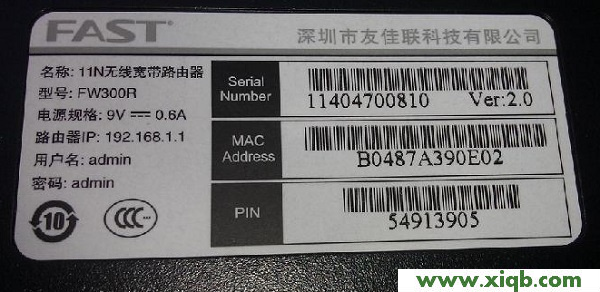 FAST®
深圳市友佳联科技有限公司
名称: 11N无线宽带路由器
型号: FW300R
电源规格: 9V⎓0.6A
路由器IP: 192.168.1.1
用户名: admin
密码: admin
10
CCC
Serial
Number
11404700810 Ver:2.0
MAC
Address
B0487A390E02
PIN
54913905
www.xiqb.com